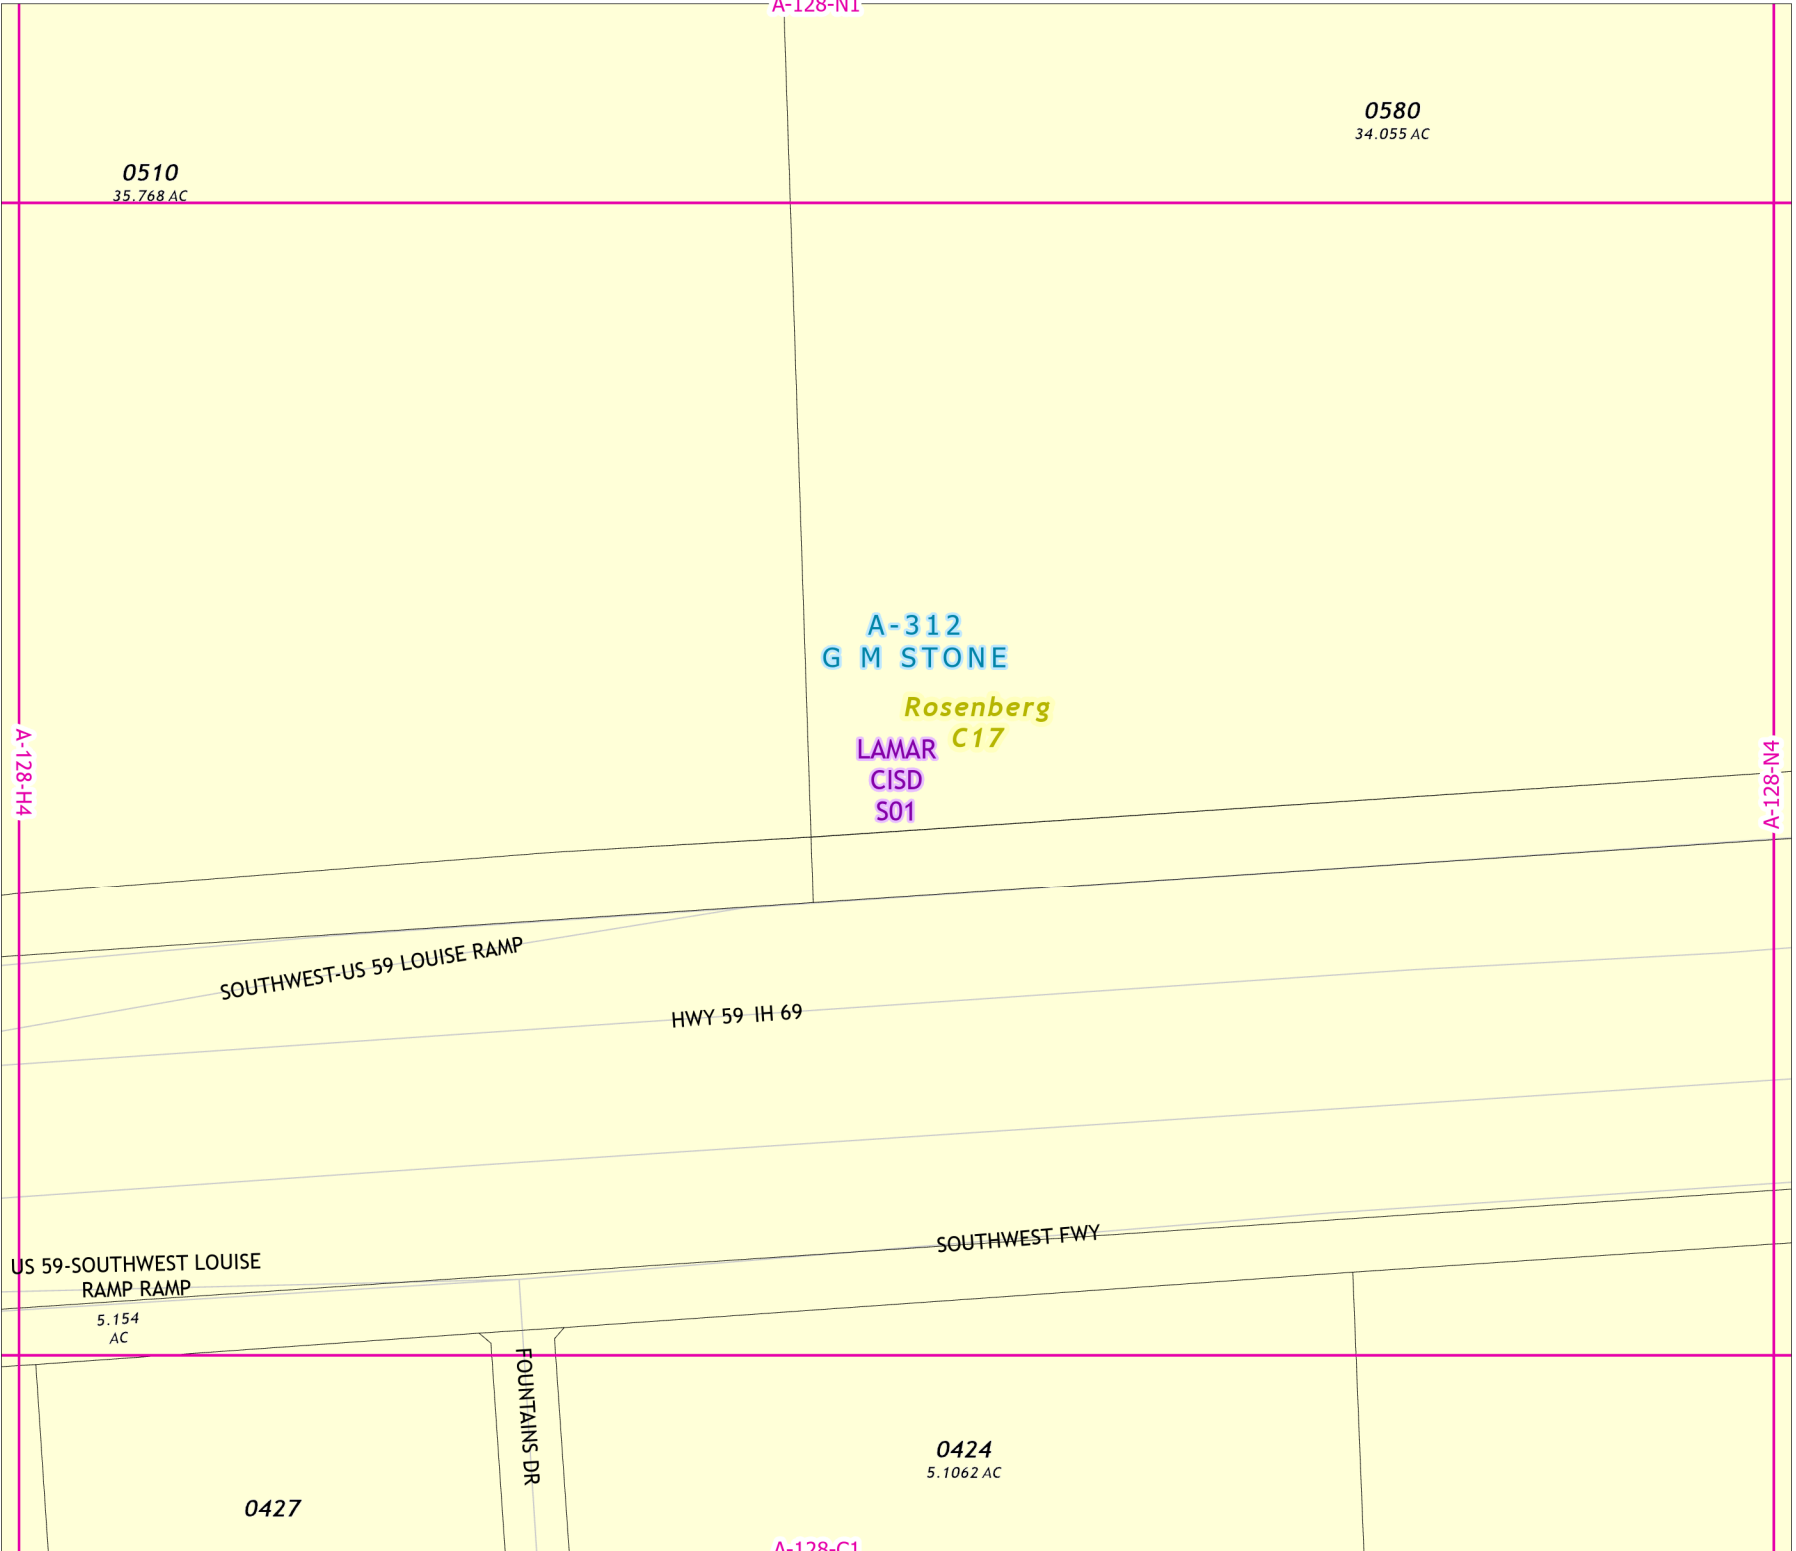 A-128-N1
0580
34.055 AC
0510
35.768 AC
A-312
G M STONE
Rosenberg
C17
LAMAR
CISD
S01
A-128-H4
A-128-N4
SOUTHWEST-US 59 LOUISE RAMP
HWY 59 IH 69
SOUTHWEST FWY
US 59-SOUTHWEST LOUISE
RAMP RAMP
5.154
AC
FOUNTAINS DR
0424
5.1062 AC
0427
A-128-C1